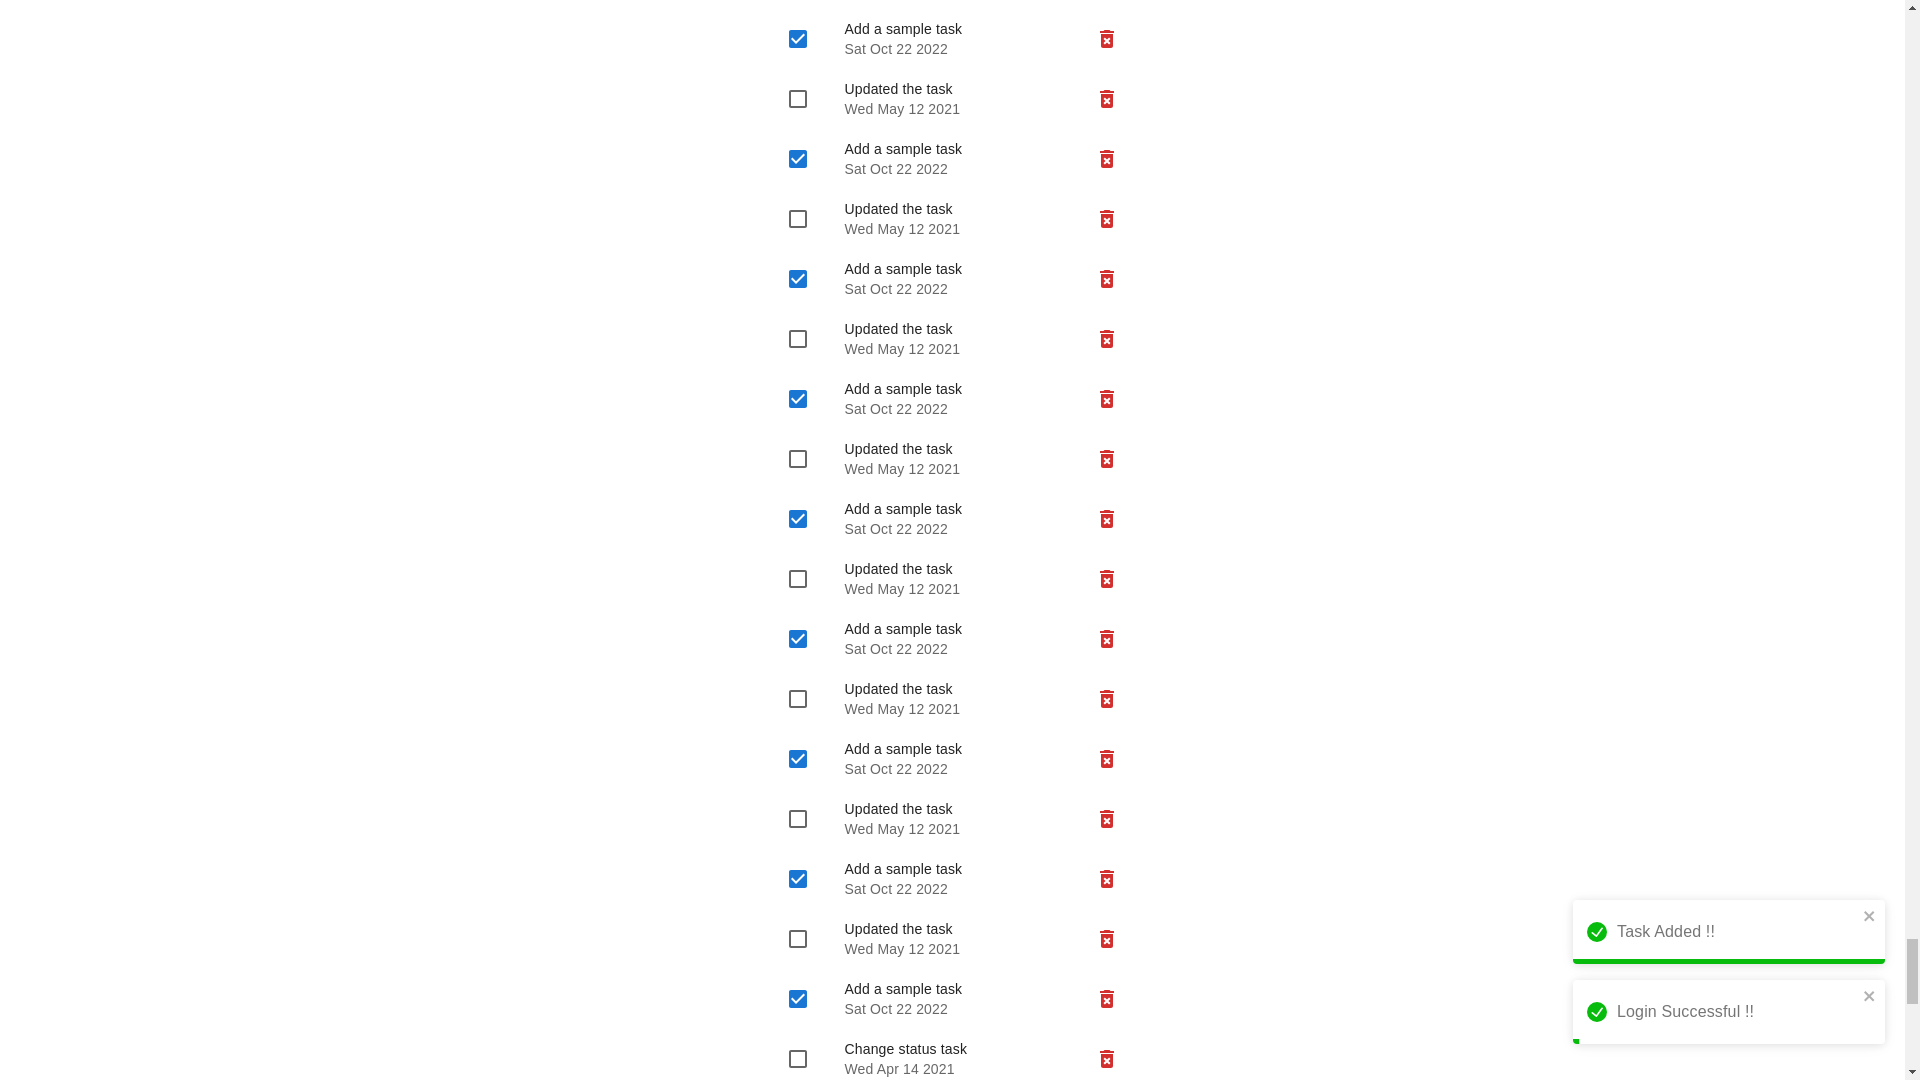 Add a sample task
Sat Oct 22 2022
Updated the task
Wed May 12 2021
Add a sample task
Sat Oct 22 2022
Updated the task
Wed May 12 2021
Add a sample task
Sat Oct 22 2022
Updated the task
Wed May 12 2021
Add a sample task
Sat Oct 22 2022
Updated the task
Wed May 12 2021
Add a sample task
Sat Oct 22 2022
Updated the task
Wed May 12 2021
Add a sample task
Sat Oct 22 2022
Updated the task
Wed May 12 2021
Add a sample task
Sat Oct 22 2022
Updated the task
Wed May 12 2021
Add a sample task
Sat Oct 22 2022
Updated the task
Wed May 12 2021
Add a sample task
Sat Oct 22 2022
Change status task
Wed Apr 14 2021
Task Added !!
Login Successful !!